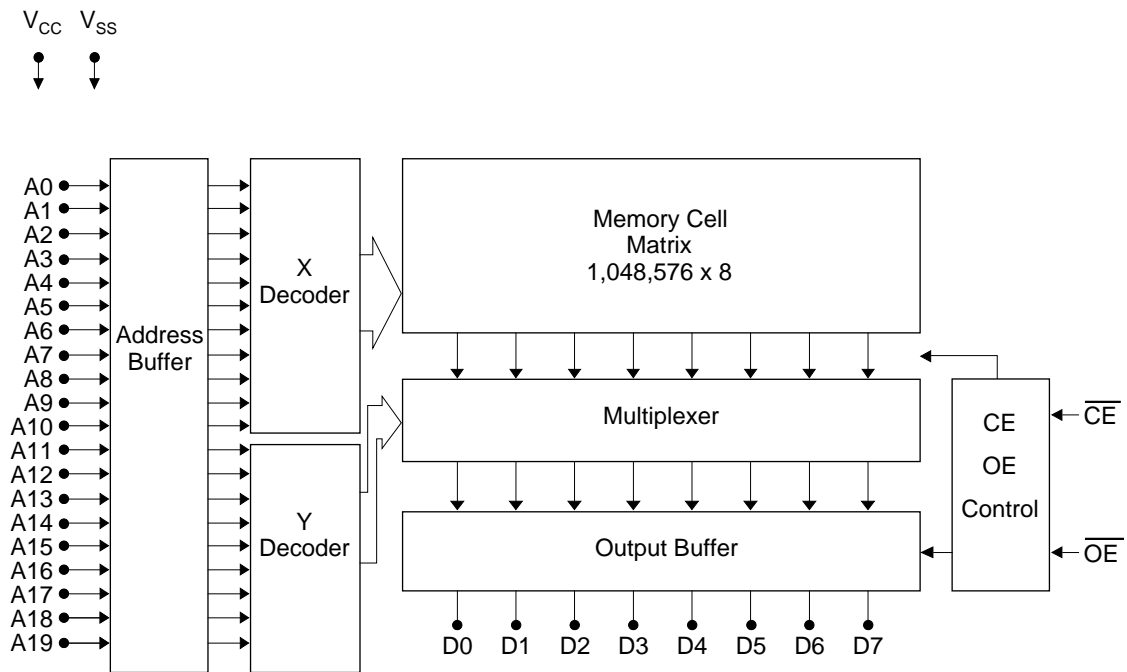 VCC VSS
A0
A1
A2
A3
A4
A5
A6
A7
A8
A9
A10
A11
A12
A13
A14
A15
A16
A17
A18
A19
Address
Buffer
X
Decoder
Y
Decoder
Memory Cell
Matrix
1,048,576 x 8
Multiplexer
Output Buffer
D0 D1 D2 D3 D4 D5 D6 D7
CE
OE
Control
C̅E̅
O̅E̅